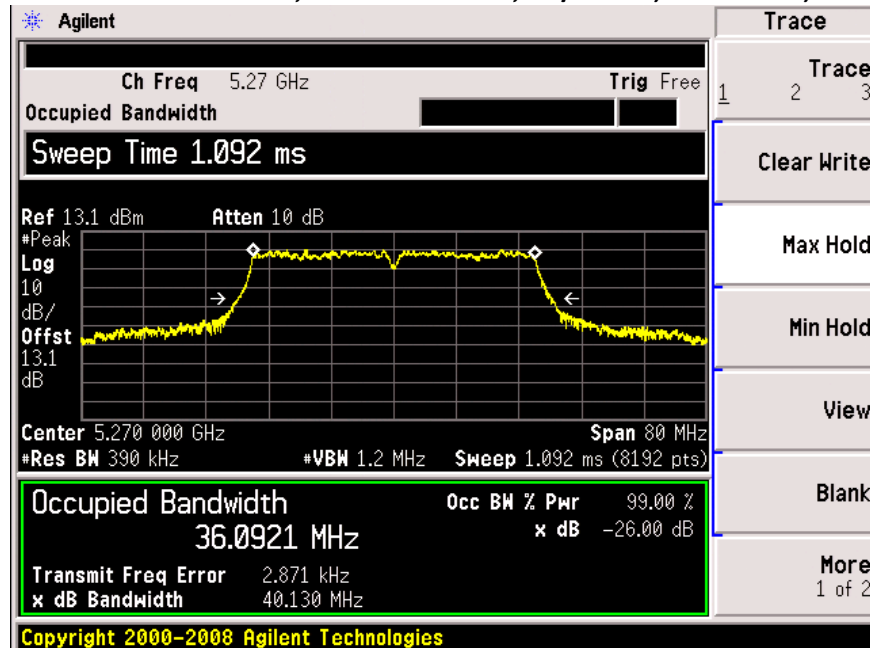 Agilent
Trace
Ch Freq 5.27 GHz
Trig Free
Occupied Bandwidth
Sweep Time 1.092 ms
Ref 13.1 dBm
Atten 10 dB
#Peak
Log
10
dB/
Offst
13.1
dB
Center 5.270 000 GHz
Span 80 MHz
#Res BW 390 kHz
#VBW 1.2 MHz
Sweep 1.092 ms (8192 pts)
Occupied Bandwidth
36.0921 MHz
Occ BW % Pwr 99.00 %
x dB -26.00 dB
Transmit Freq Error 2.871 kHz
x dB Bandwidth 40.130 MHz
Copyright 2000-2008 Agilent Technologies
Trace
1 2 3
Clear Write
Max Hold
Min Hold
View
Blank
More
1 of 2